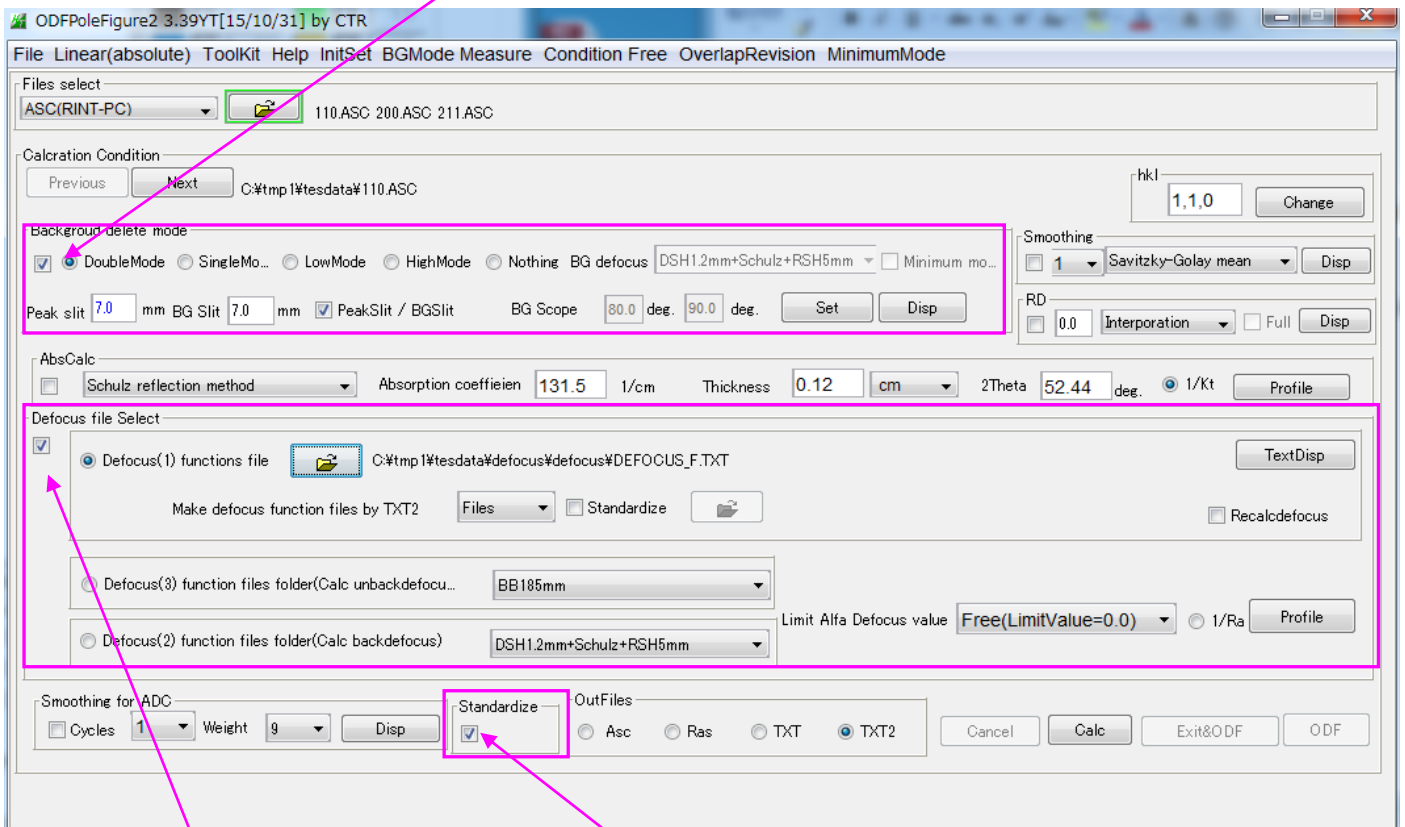 ODFPoleFigure2 3.39YT[15/10/31] by CTR
File Linear(absolute) ToolKit Help InitSet BGMode Measure Condition Free OverlapRevision MinimumMode
Files select
ASC(RINT-PC) 110.ASC 200.ASC 211.ASC
Calcration Condition
Previous Next C:¥tmp1¥tesdata¥110.ASC
hkl
1,1,0 Change
Backgroud delete mode
DoubleMode SingleMo... LowMode HighMode Nothing BG defocus DSH1.2mm+Schulz+RSH5mm Minimum mo...
Peak slit 7.0 mm BG Slit 7.0 mm PeakSlit / BGSlit BG Scope 80.0 deg. 90.0 deg. Set Disp
Smoothing
1 Savitzky-Golay mean Disp
RD
0.0 Interporation Full Disp
AbsCalc
Schulz reflection method Absorption coeffieien 131.5 1/cm Thickness 0.12 cm 2Theta 52.44 deg. 1/Kt Profile
Defocus file Select
Defocus(1) functions file C:¥tmp1¥tesdata¥defocus¥defocus¥DEFOCUS_F.TXT TextDisp
Make defocus function files by TXT2 Files Standardize Recalcdefocus
Defocus(3) function files folder(Calc unbackdefocu... BB185mm
Limit Alfa Defocus value Free(LimitValue=0.0) 1/Ra Profile
Defocus(2) function files folder(Calc backdefocus) DSH1.2mm+Schulz+RSH5mm
Smoothing for ADC
Cycles 1 Weight 9 Disp
Standardize
OutFiles
Asc Ras TXT TXT2 Cancel Calc Exit&ODF ODF